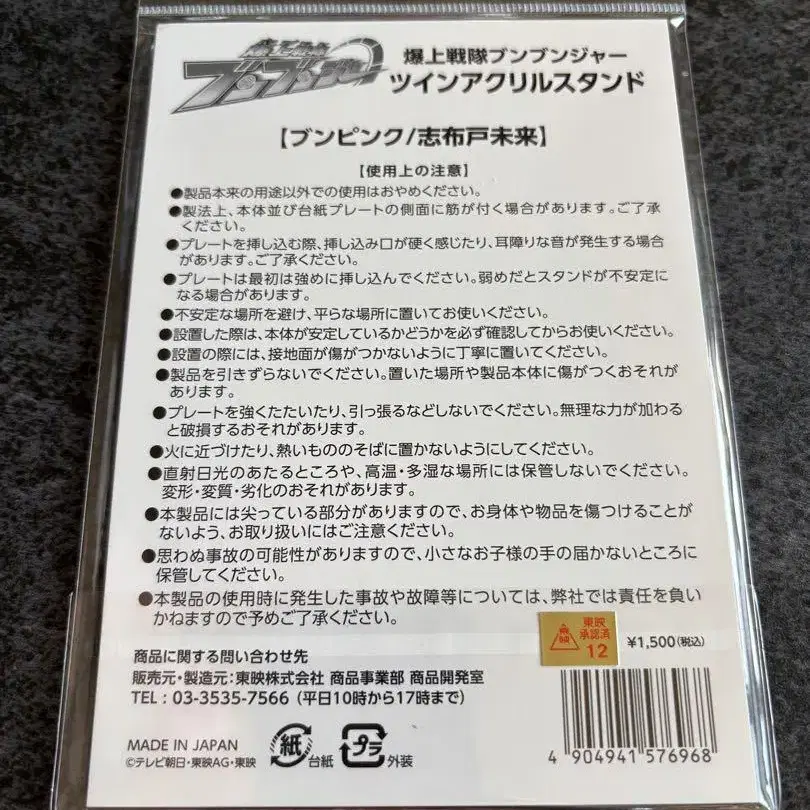 爆上戦隊
ブンブンジャー
爆上戦隊ブンブンジャー
ツインアクリルスタンド
【ブンピンク/志布戸未来】
【使用上の注意】
●製品本来の用途以外での使用はおやめください。
●製法上、本体並び台紙プレートの側面に筋が付く場合があります。ご了承
ください。
●プレートを挿し込む際、挿し込み口が硬く感じたり、耳障りな音が発生する場合
があります。ご了承ください。
●プレートは最初は強めに挿し込んでください。弱めだとスタンドが不安定に
なる場合があります。
●不安定な場所を避け、平らな場所に置いてお使いください。
●設置した際は、本体が安定しているかどうかを必ず確認してからお使いください。
●設置の際には、接地面が傷がつかないように丁寧に置いてください。
●製品を引きずらないでください。置いた場所や製品本体に傷がつくおそれが
あります。
●プレートを強くたたいたり、引っ張るなどしないでください。無理な力が加わる
と破損するおそれがあります。
●火に近づけたり、熱いもののそばに置かないようにしてください。
●直射日光のあたるところや、高温・多湿な場所には保管しないでください。
変形・変質・劣化のおそれがあります。
●本製品には尖っている部分がありますので、お身体や物品を傷つけることが
ないよう、お取り扱いにはご注意ください。
●思わぬ事故の可能性がありますので、小さなお子様の手の届かないところに
保管してください。
●本製品の使用時に発生した事故や故障等については、弊社では責任を負い
かねますので予めご了承ください。
東映
東映
承認済
12
¥1,500(税込)
商品に関する問い合わせ先
販売元・製造元:東映株式会社 商品事業部 商品開発室
TEL : 03-3535-7566 (平日10時から17時まで)
MADE IN JAPAN
©テレビ朝日・東映AG・東映
紙 台紙
プラ 外装
4 904941 576968